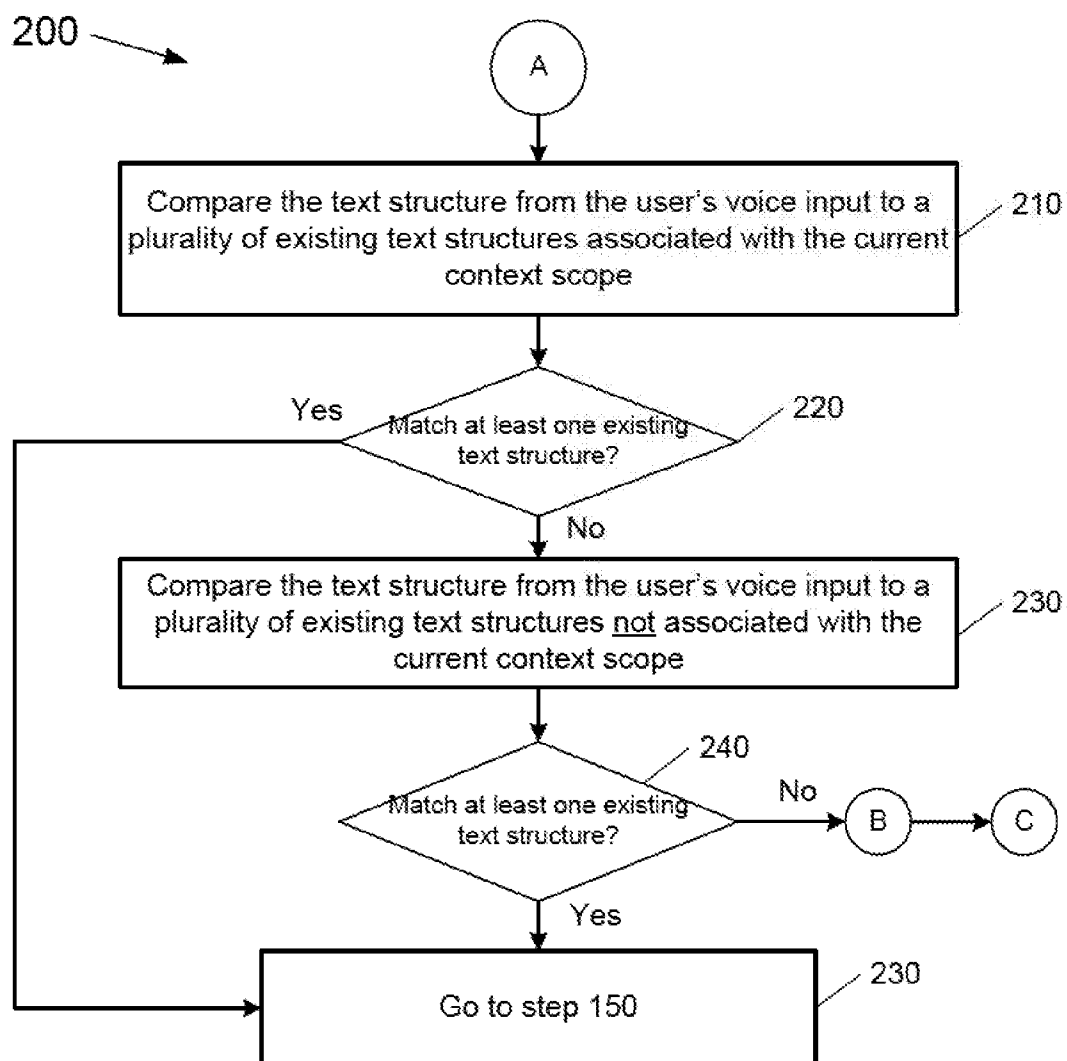 200
A
Compare the text structure from the user's voice input to a
plurality of existing text structures associated with the current
context scope
210
Yes
Match at least one existing
text structure?
220
No
Compare the text structure from the user's voice input to a
plurality of existing text structures not associated with the
current context scope
230
240
Match at least one existing
text structure?
No
B
C
Yes
Go to step 150
230